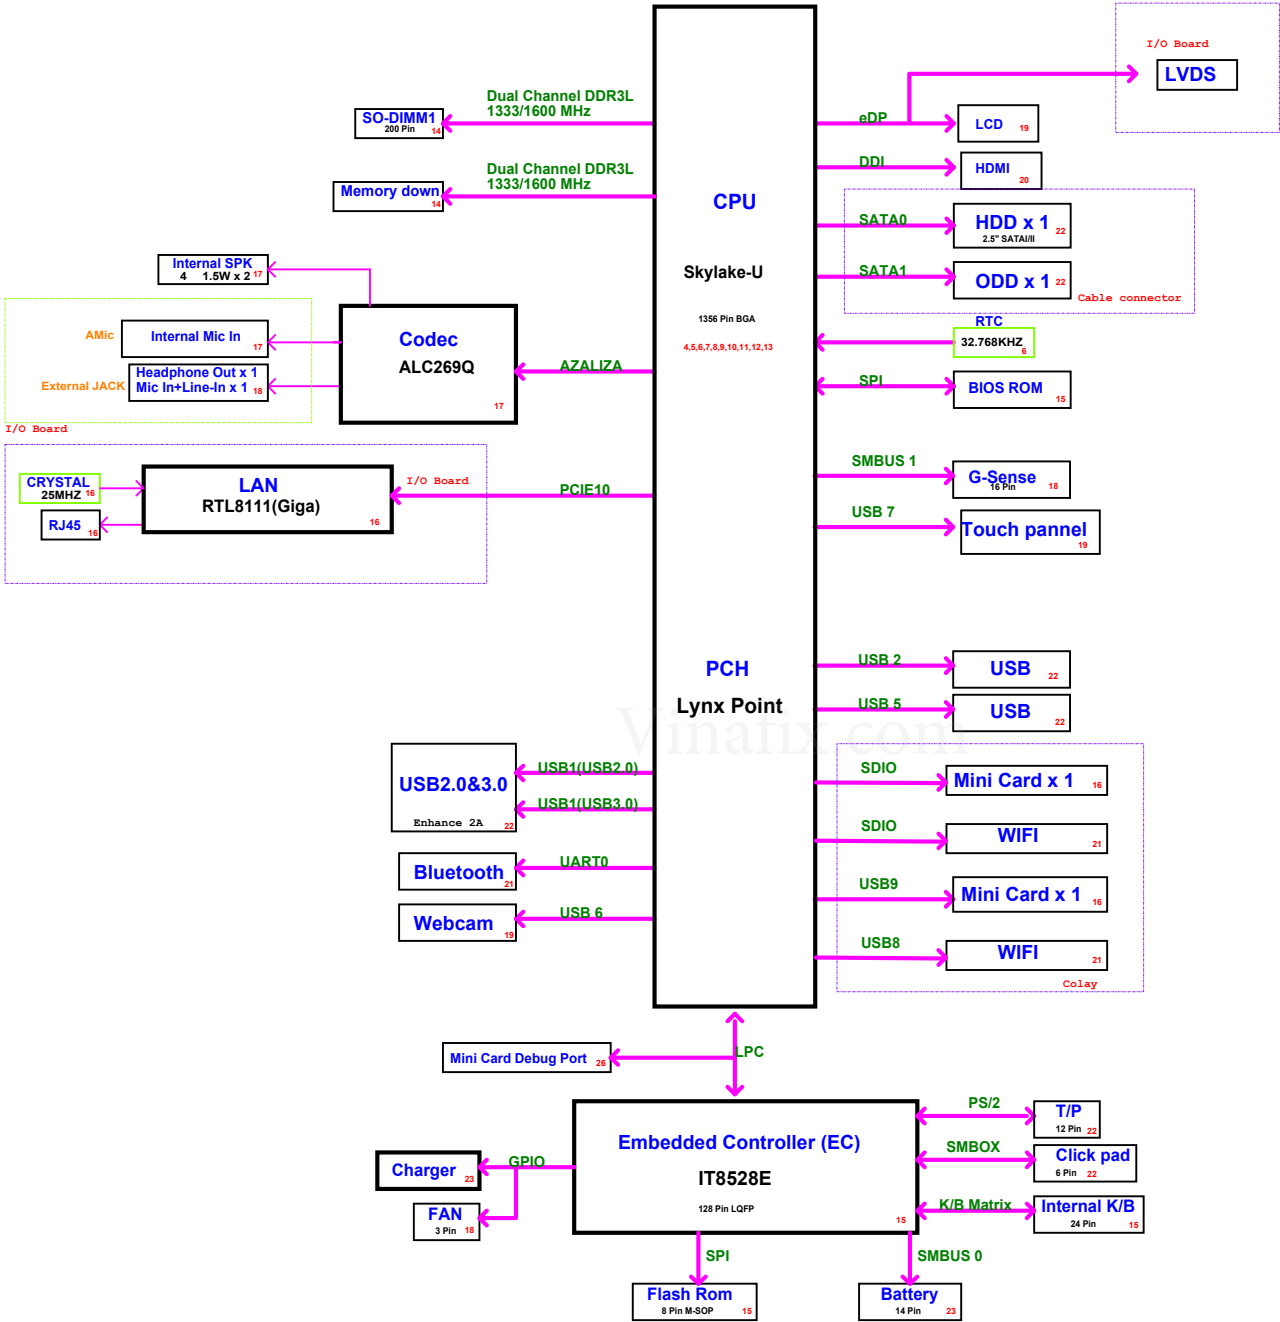 I/O Board
LVDS
Dual Channel DDR3L
1333/1600 MHz
SO-DIMM1
200 Pin
14
eDP
LCD
19
Dual Channel DDR3L
1333/1600 MHz
Memory down
14
DDI
HDMI
20
CPU
Skylake-U
1356 Pin BGA
4,5,6,7,8,9,10,11,12,13
SATA0
HDD x 1
22
2.5" SATAI/II
SATA1
ODD x 1
22
Cable connector
Internal SPK
4 1.5W x 2
17
AMic
Internal Mic In
17
External JACK
Headphone Out x 1
Mic In+Line-In x 1
18
I/O Board
Codec
ALC269Q
17
AZALIZA
RTC
32.768KHZ
6
SPI
BIOS ROM
15
CRYSTAL
25MHZ
16
RJ45
16
LAN
RTL8111(Giga)
16
I/O Board
PCIE10
SMBUS 1
G-Sense
16 Pin
18
USB 7
Touch pannel
19
PCH
Lynx Point
Vinafix.com
USB 2
USB
22
USB 5
USB
22
USB2.0&3.0
Enhance 2A
22
USB1(USB2.0)
USB1(USB3.0)
SDIO
Mini Card x 1
16
SDIO
WIFI
21
Bluetooth
21
UART0
USB9
Mini Card x 1
16
Webcam
19
USB 6
USB8
WIFI
21
Colay
Mini Card Debug Port
26
LPC
Embedded Controller (EC)
IT8528E
128 Pin LQFP
15
PS/2
T/P
12 Pin
22
SMBOX
Click pad
6 Pin
22
K/B Matrix
Internal K/B
24 Pin
15
Charger
23
GPIO
FAN
3 Pin
18
SPI
Flash Rom
8 Pin M-SOP
15
SMBUS 0
Battery
14 Pin
23